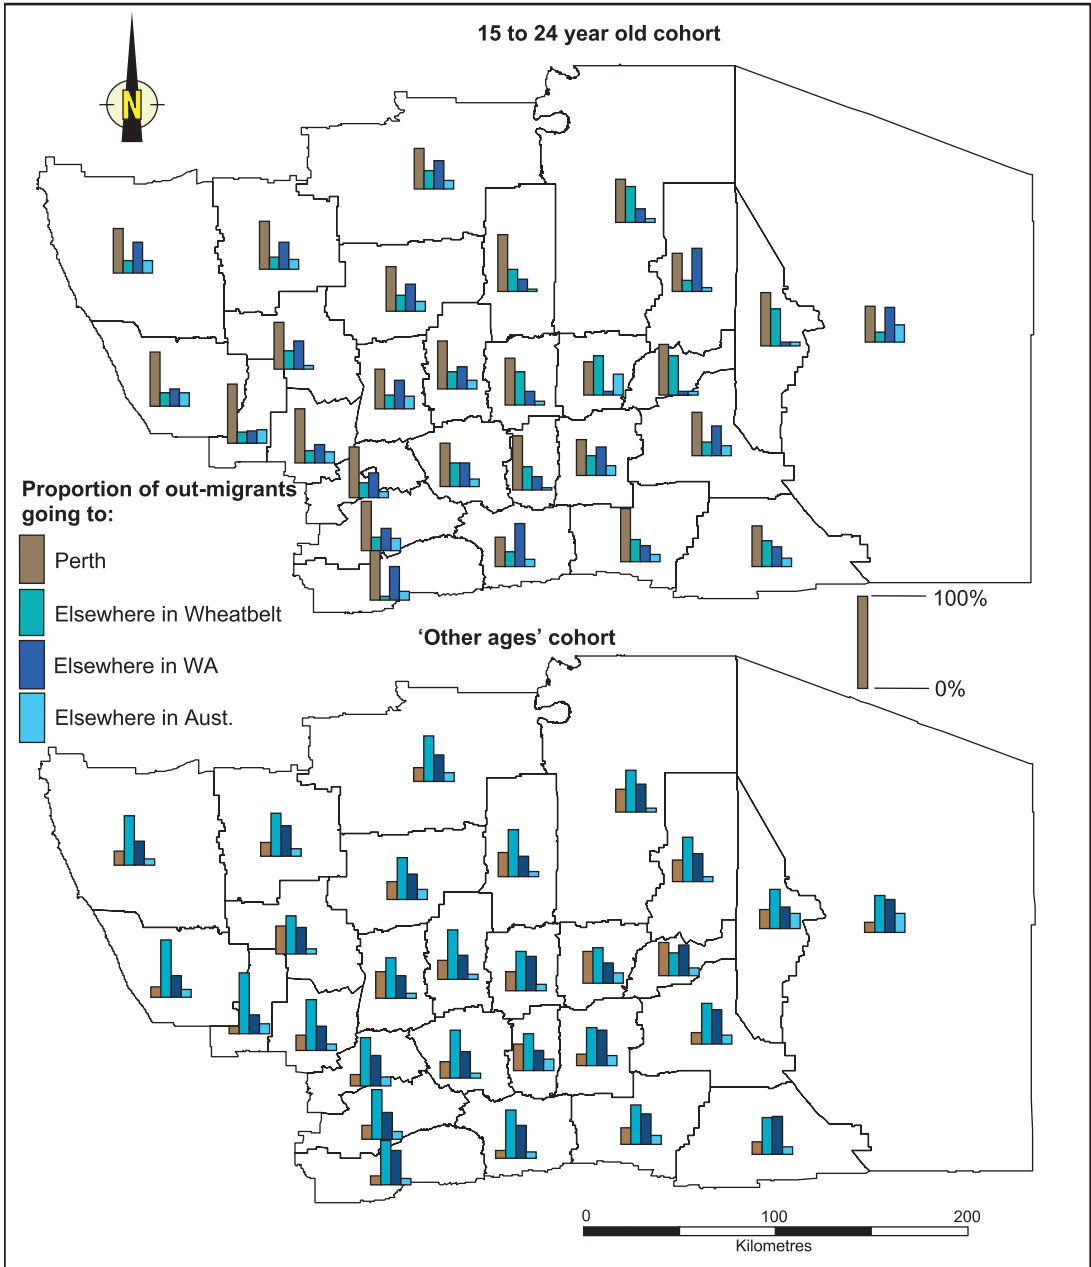 15 to 24 year old cohort
N
Proportion of out-migrants
going to:
Perth
Elsewhere in Wheatbelt
Elsewhere in WA
Elsewhere in Aust.
100%
0%
‘Other ages’ cohort
0 100 200
Kilometres